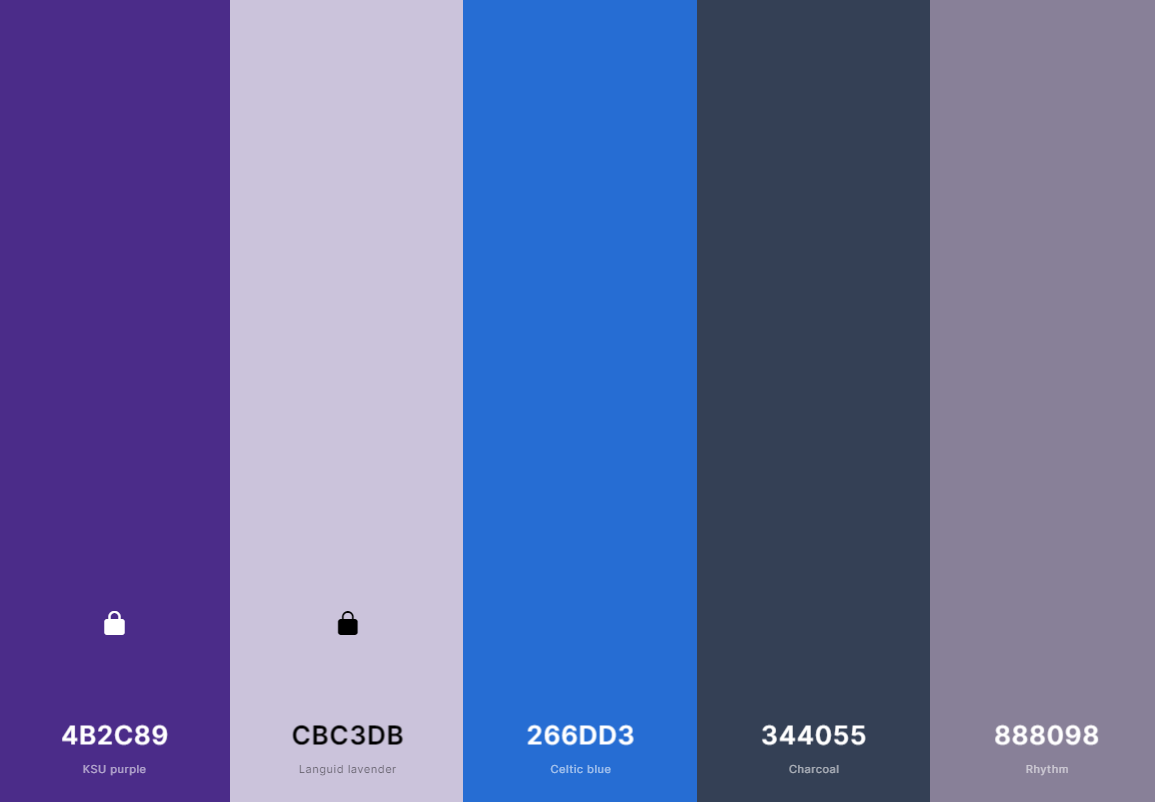 4B2C89
KSU purple
CBC3DB
Languid lavender
266DD3
Celtic blue
344055
Charcoal
888098
Rhythm